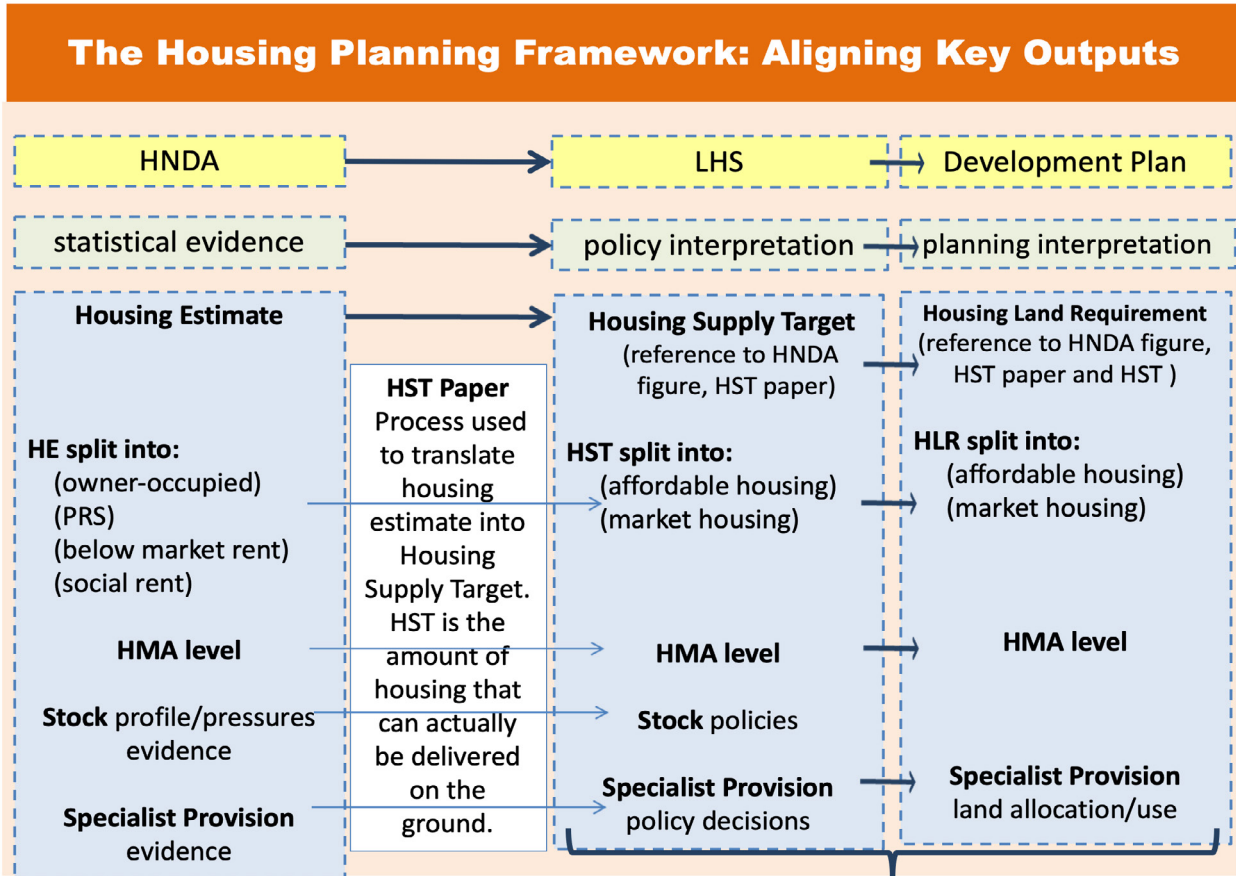 The Housing Planning Framework: Aligning Key Outputs
HNDA
LHS
Development Plan
statistical evidence
policy interpretation
planning interpretation
Housing Estimate
HE split into:
(owner-occupied)
(PRS)
(below market rent)
(social rent)
HMA level
Stock profile/pressures
evidence
Specialist Provision
evidence
HST Paper
Process used
to translate
housing
estimate into
Housing
Supply Target.
HST is the
amount of
housing that
can actually
be delivered
on the
ground.
Housing Supply Target
(reference to HNDA
figure, HST paper)
HST split into:
(affordable housing)
(market housing)
HMA level
Stock policies
Specialist Provision
policy decisions
Housing Land Requirement
(reference to HNDA figure,
HST paper and HST )
HLR split into:
(affordable housing)
(market housing)
HMA level
Specialist Provision
land allocation/use